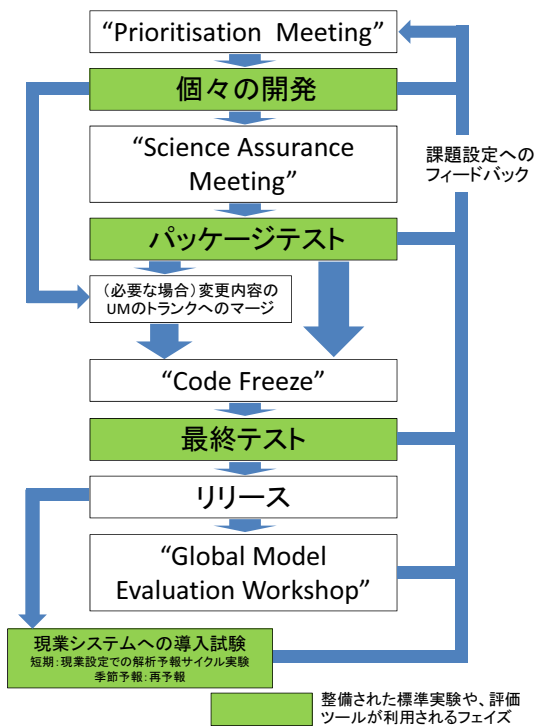 “Prioritisation Meeting”
個々の開発
“Science Assurance
Meeting”
課題設定への
フィードバック
パッケージテスト
（必要な場合）変更内容の
UMのトランクへのマージ
“Code Freeze”
最終テスト
リリース
“Global Model
Evaluation Workshop”
現業システムへの導入試験
短期：現業設定での解析予報サイクル実験
季節予報：再予報
整備された標準実験や、評価
ツールが利用されるフェイズ